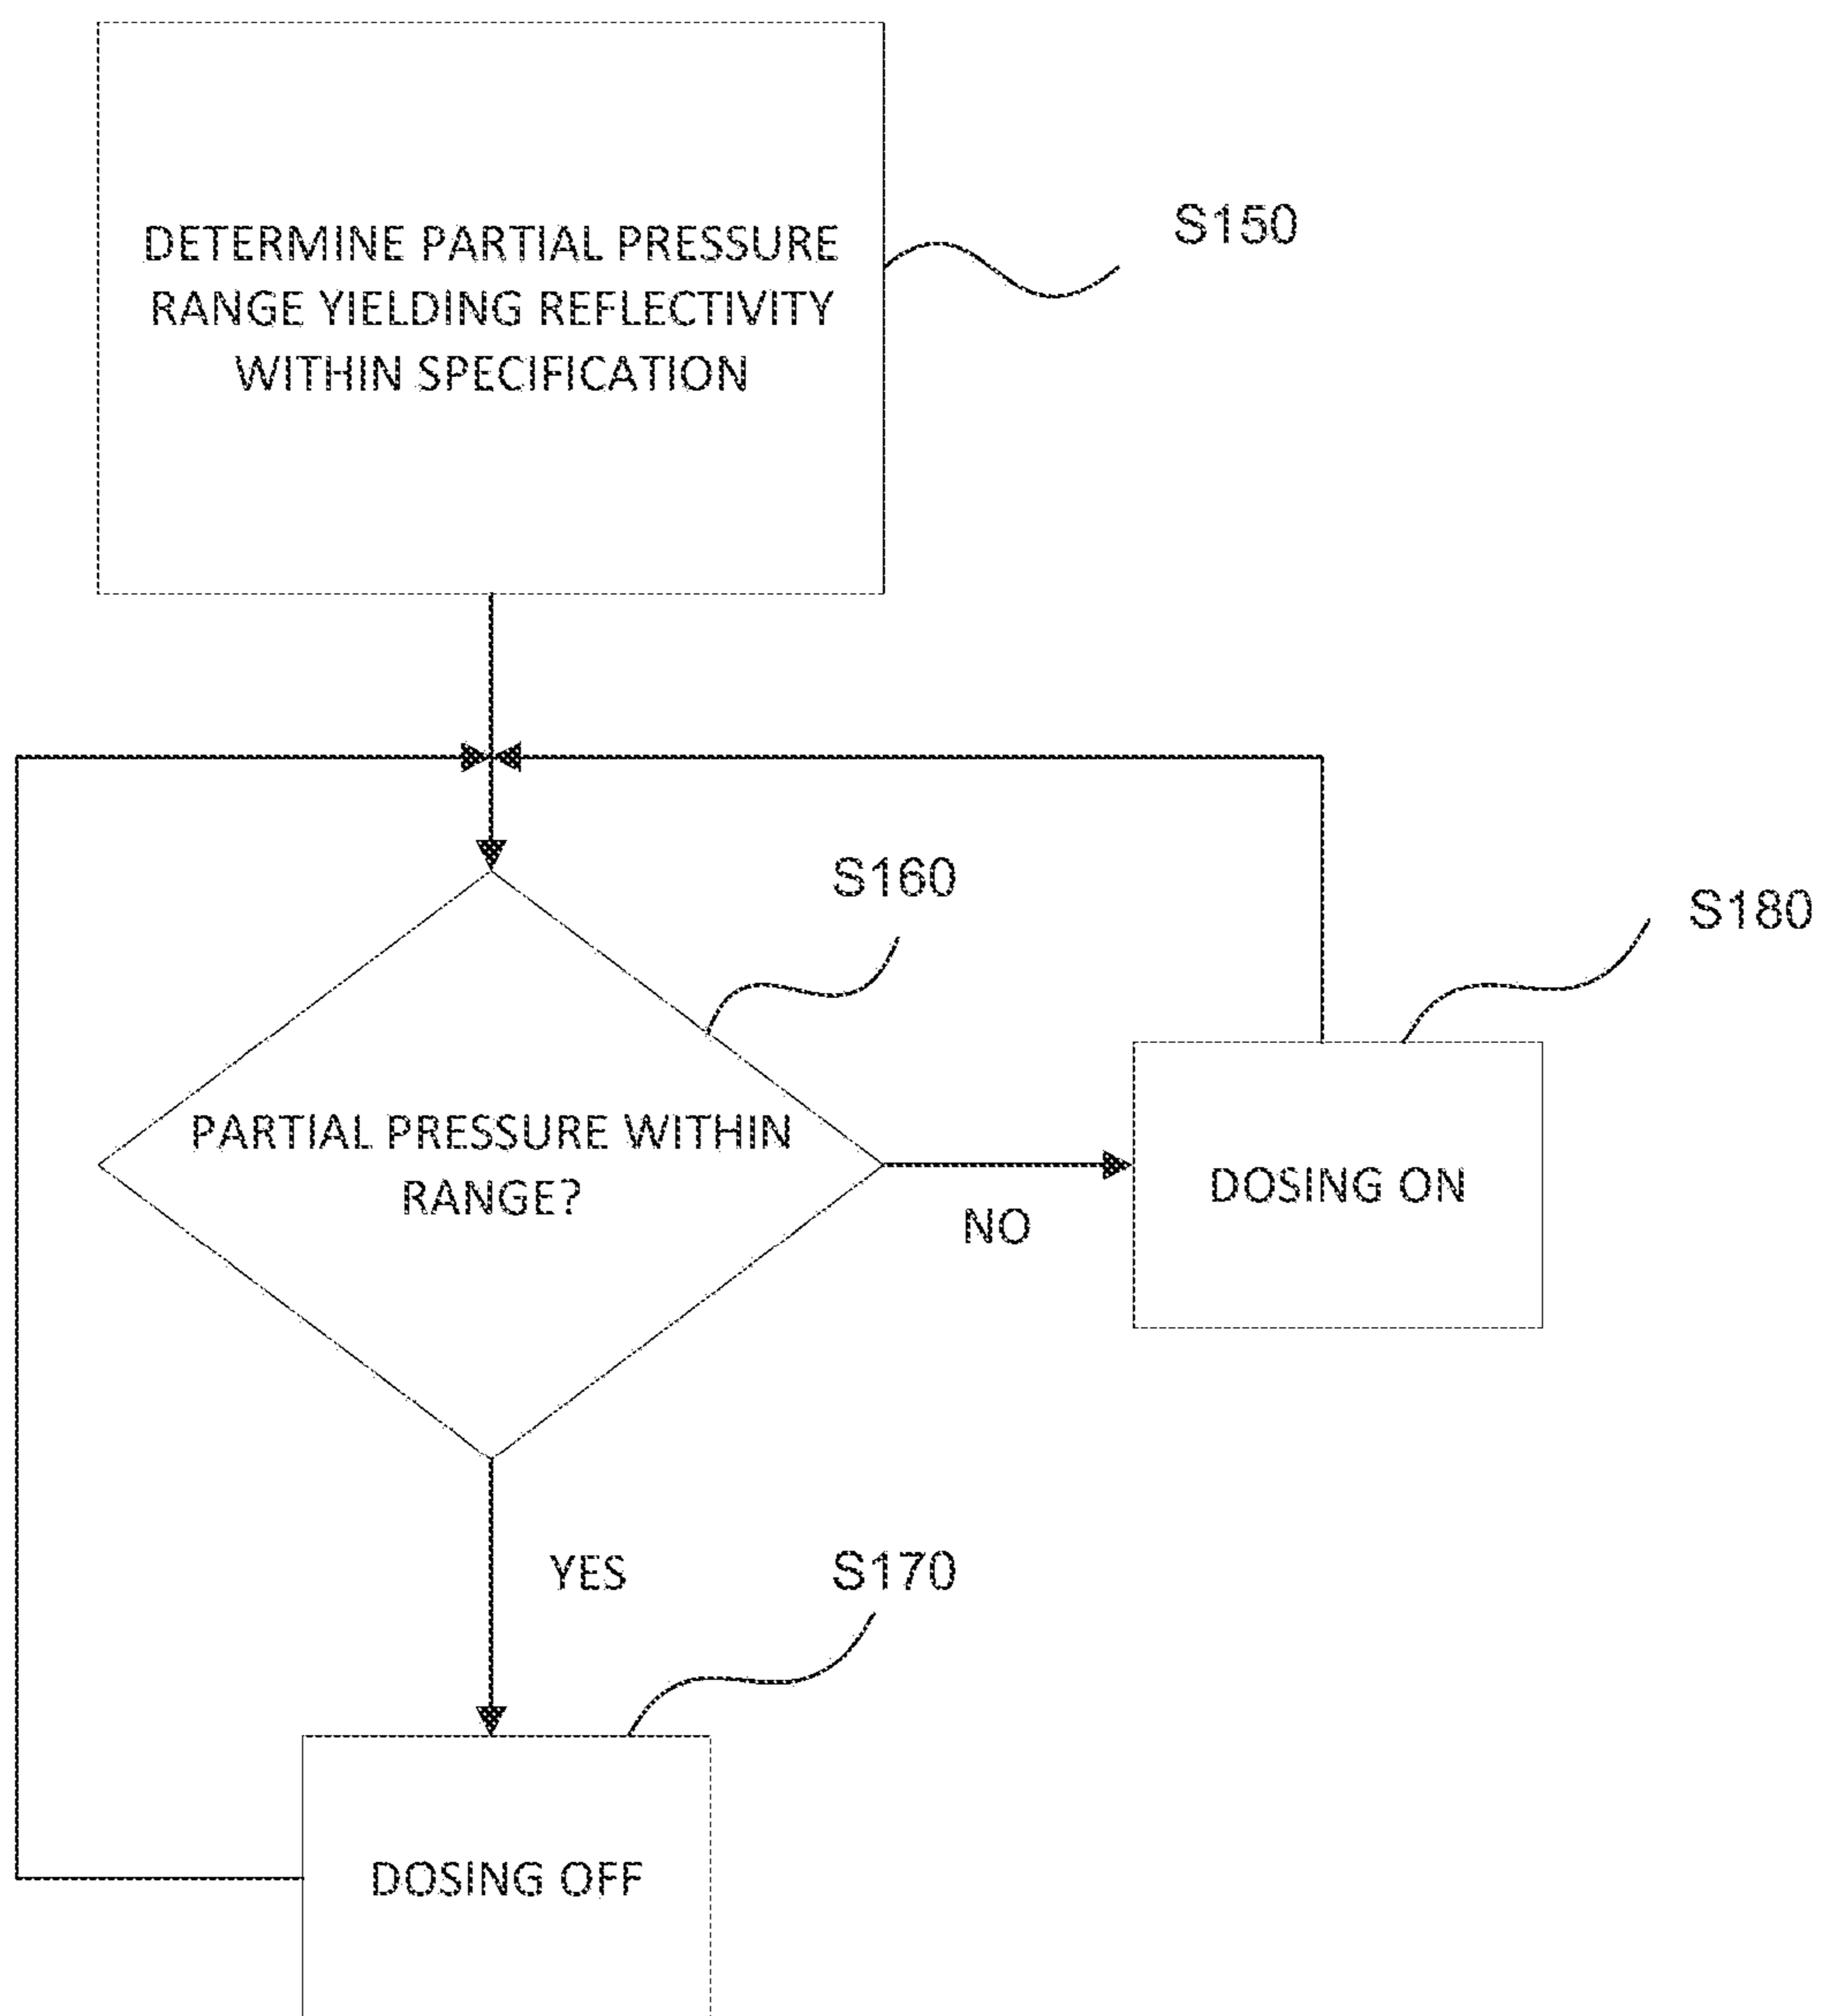 DETERMINE PARTIAL PRESSURE
RANGE YIELDING REFLECTIVITY
WITHIN SPECIFICATION
S150
S160
S180
PARTIAL PRESSURE WITHIN
RANGE?
DOSING ON
NO
YES
S170
DOSING OFF